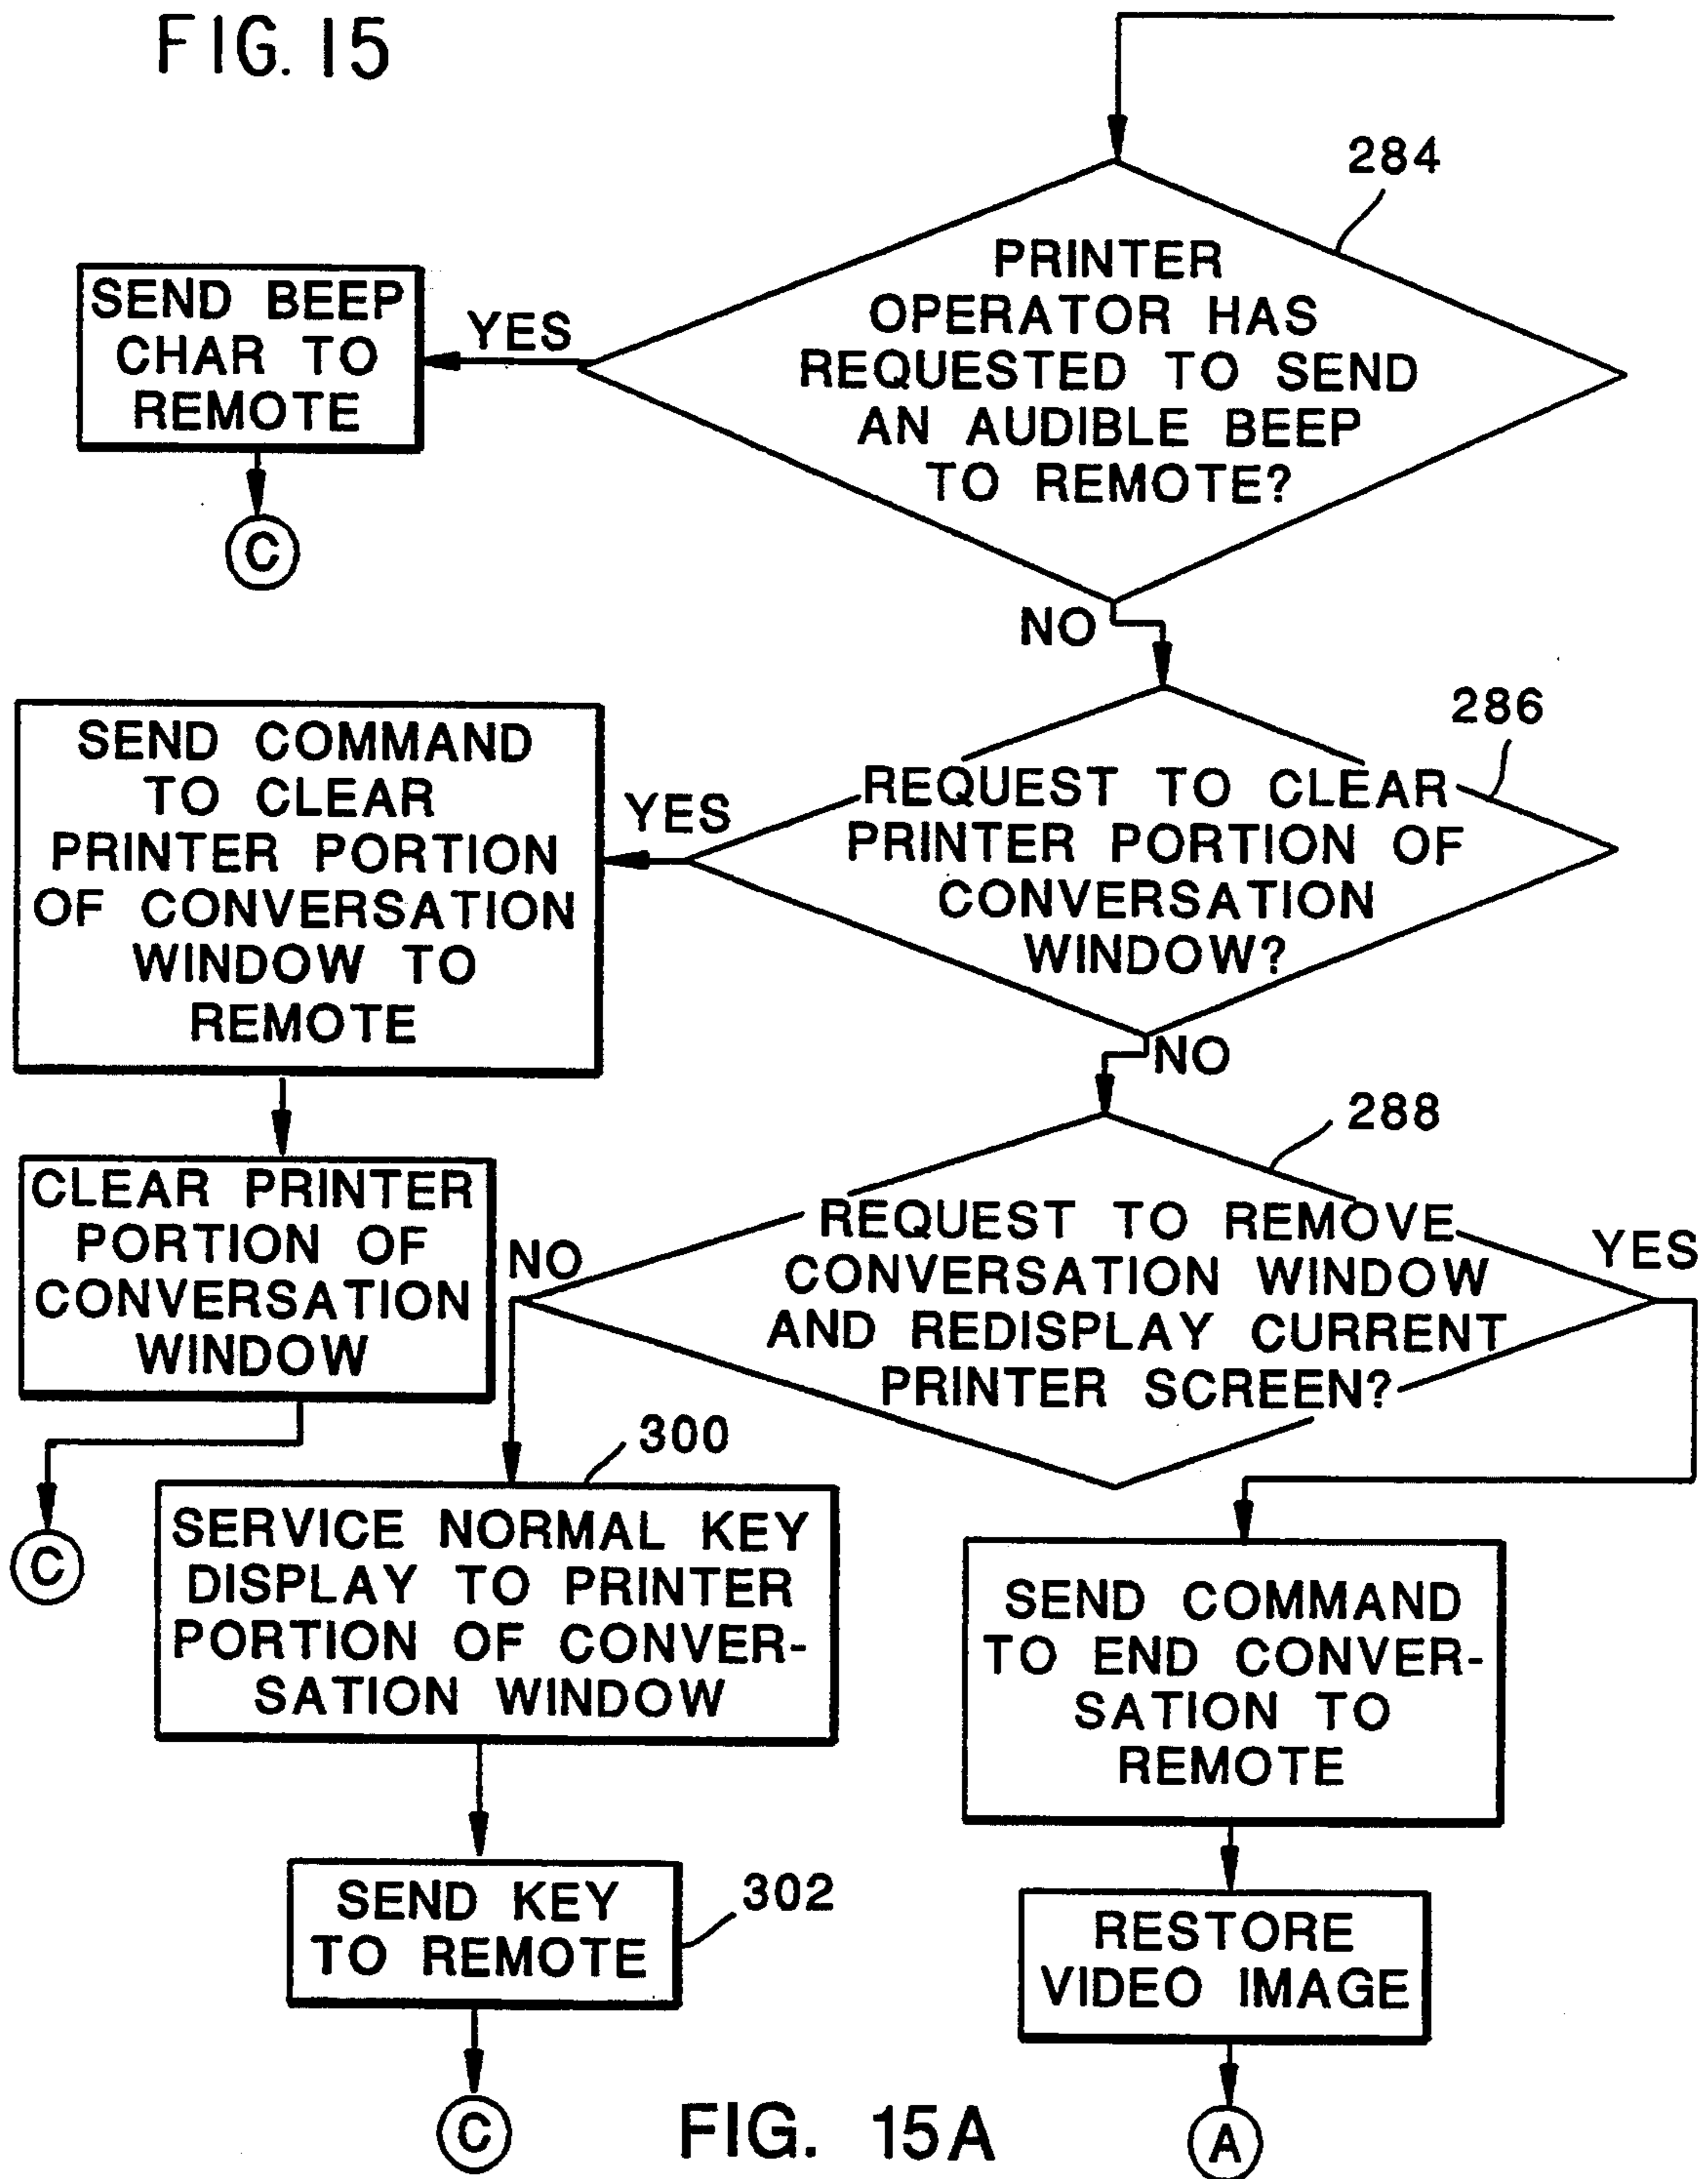 FIG. 15
284
PRINTER
OPERATOR HAS
REQUESTED TO SEND
AN AUDIBLE BEEP
TO REMOTE?
YES
SEND BEEP
CHAR TO
REMOTE
C
NO
286
REQUEST TO CLEAR
PRINTER PORTION OF
CONVERSATION
WINDOW?
YES
SEND COMMAND
TO CLEAR
PRINTER PORTION
OF CONVERSATION
WINDOW TO
REMOTE
CLEAR PRINTER
PORTION OF
CONVERSATION
WINDOW
C
NO
288
REQUEST TO REMOVE
CONVERSATION WINDOW
AND REDISPLAY CURRENT
PRINTER SCREEN?
NO
YES
300
SERVICE NORMAL KEY
DISPLAY TO PRINTER
PORTION OF CONVER-
SATION WINDOW
SEND KEY
TO REMOTE
302
C
SEND COMMAND
TO END CONVER-
SATION TO
REMOTE
RESTORE
VIDEO IMAGE
A
FIG. 15A